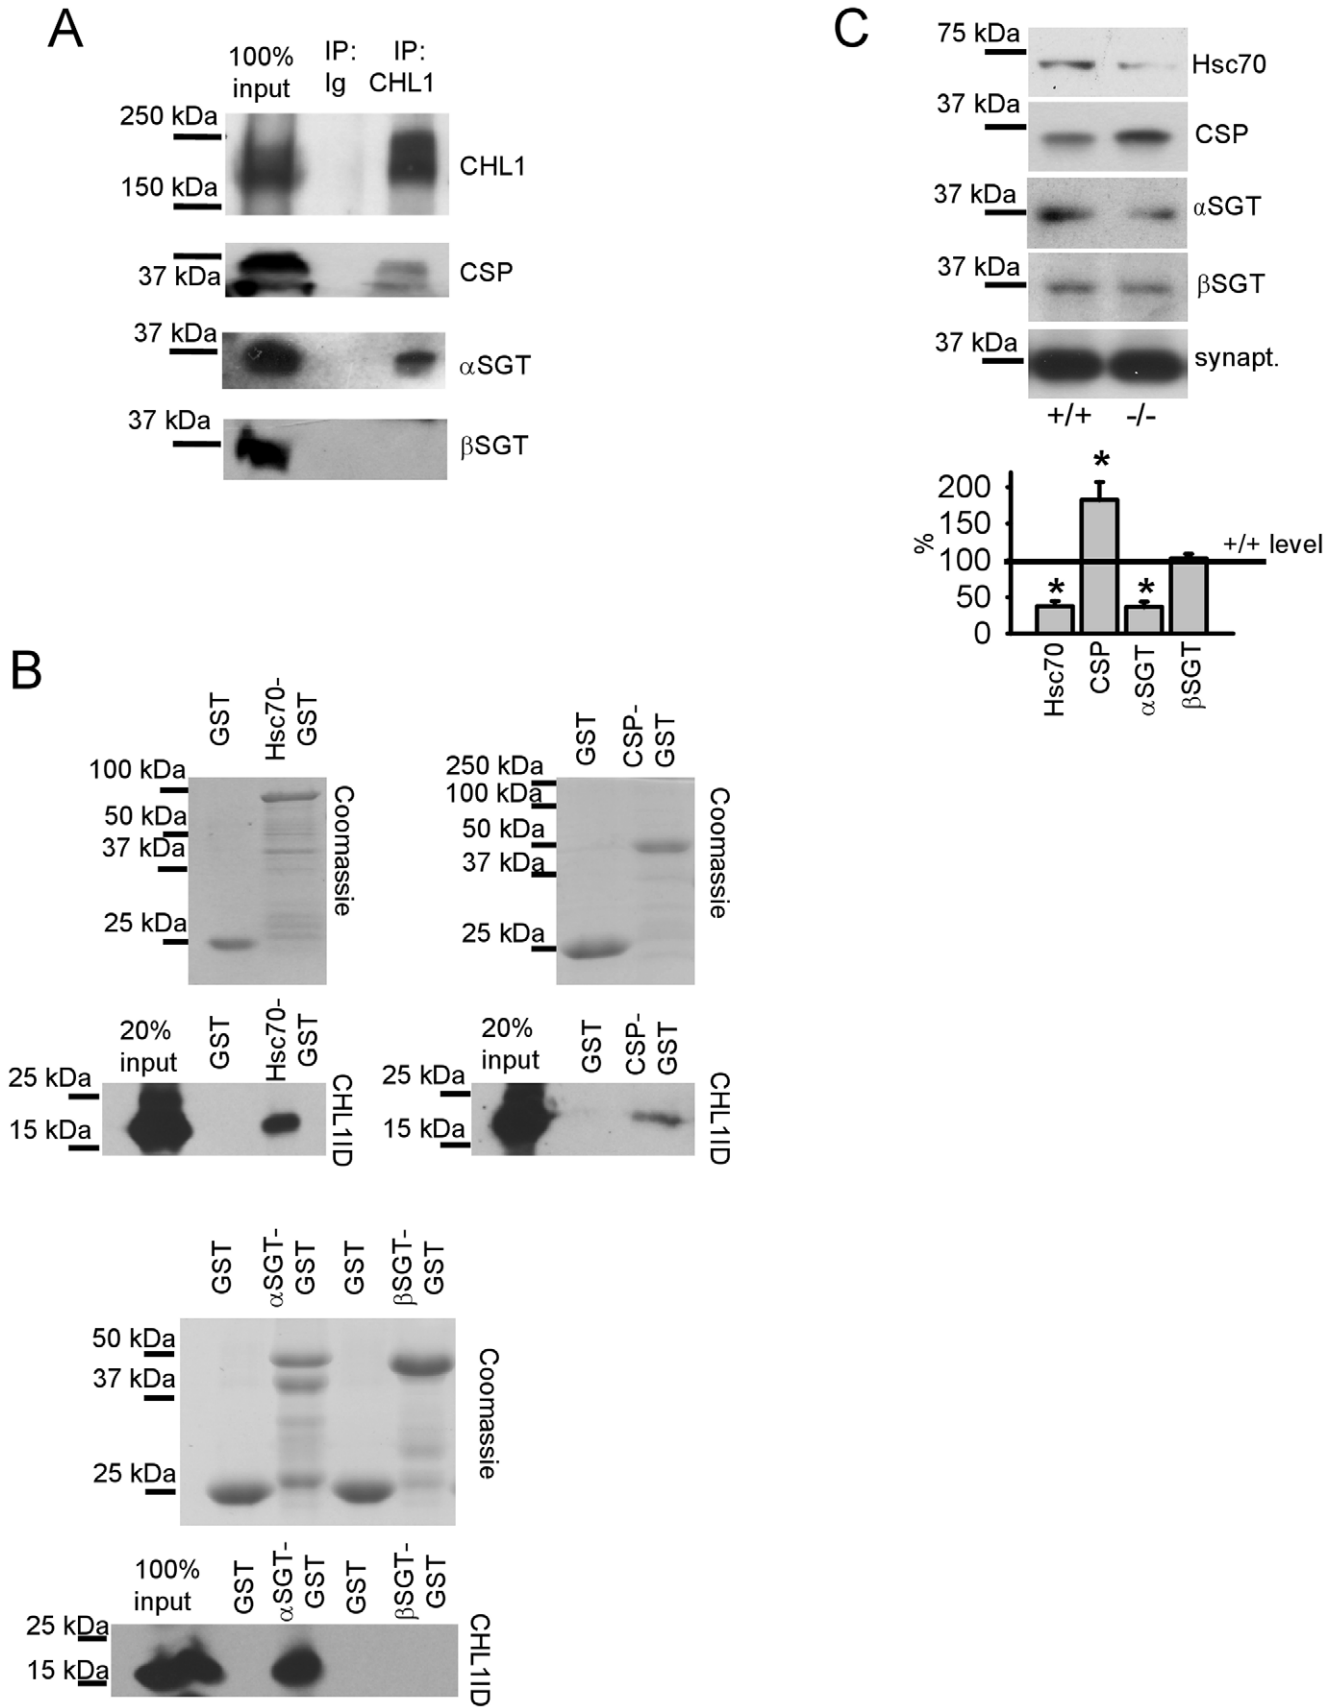 A
100% input
IP: Ig
IP: CHL1
250 kDa
150 kDa
CHL1
37 kDa
CSP
37 kDa
αSGT
37 kDa
βSGT
B
GST
Hsc70-GST
100 kDa
50 kDa
37 kDa
25 kDa
Coomassie
20% input
GST
Hsc70-GST
25 kDa
15 kDa
CHL1ID
GST
CSP-GST
250 kDa
100 kDa
50 kDa
37 kDa
25 kDa
Coomassie
20% input
GST
CSP-GST
25 kDa
15 kDa
CHL1ID
GST
αSGT-GST
GST
βSGT-GST
50 kDa
37 kDa
25 kDa
Coomassie
100% input
GST
αSGT-GST
GST
βSGT-GST
25 kDa
15 kDa
CHL1ID
C
75 kDa
Hsc70
37 kDa
CSP
37 kDa
αSGT
37 kDa
βSGT
37 kDa
synapt.
+/+ -/-
%
200
150
100
50
0
* * *
+/+ level
Hsc70
CSP
αSGT
βSGT